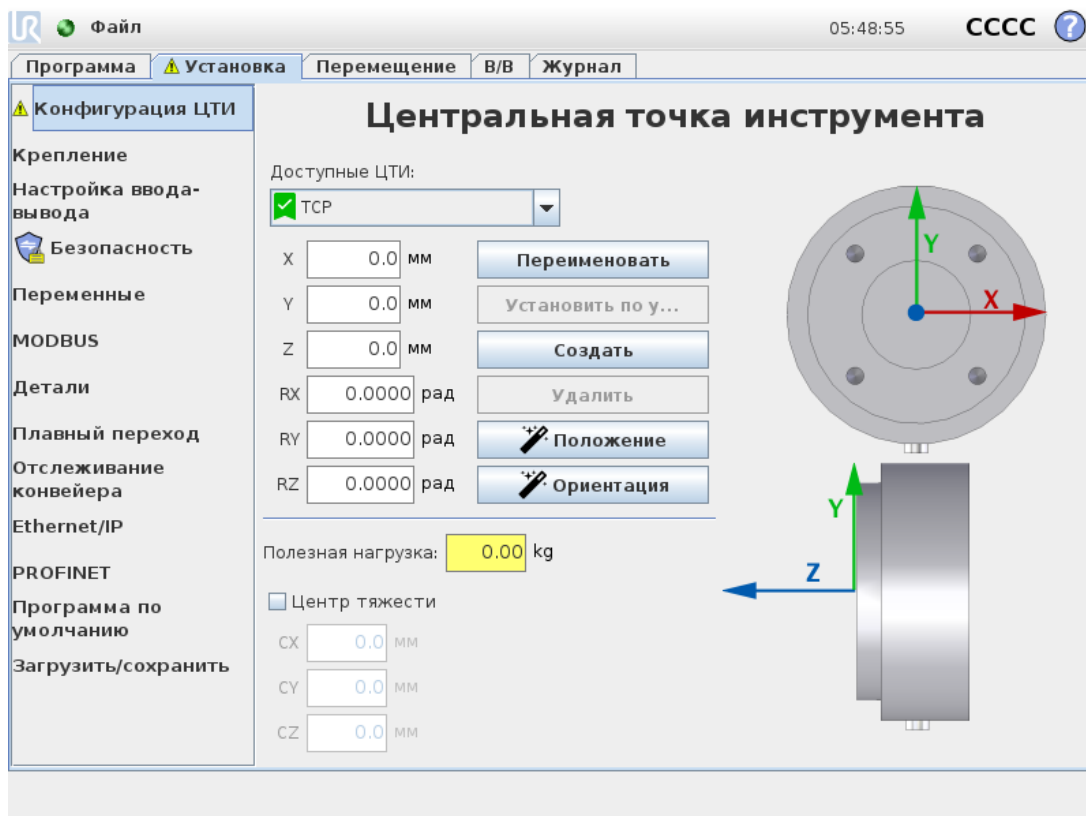 UR Файл 05:48:55 CCCC ?
Программа Установка Перемещение В/В Журнал
Конфигурация ЦТИ
Крепление
Настройка ввода-
вывода
Безопасность
Переменные
MODBUS
Детали
Плавный переход
Отслеживание
конвейера
Ethernet/IP
PROFINET
Программа по
умолчанию
Загрузить/сохранить
Центральная точка инструмента
Доступные ЦТИ:
TCP
X 0.0 мм Переименовать
Y 0.0 мм Установить по у...
Z 0.0 мм Создать
RX 0.0000 рад Удалить
RY 0.0000 рад Положение
RZ 0.0000 рад Ориентация
Полезная нагрузка: 0.00 kg
Центр тяжести
CX 0.0 мм
CY 0.0 мм
CZ 0.0 мм
Y
X
Y
Z